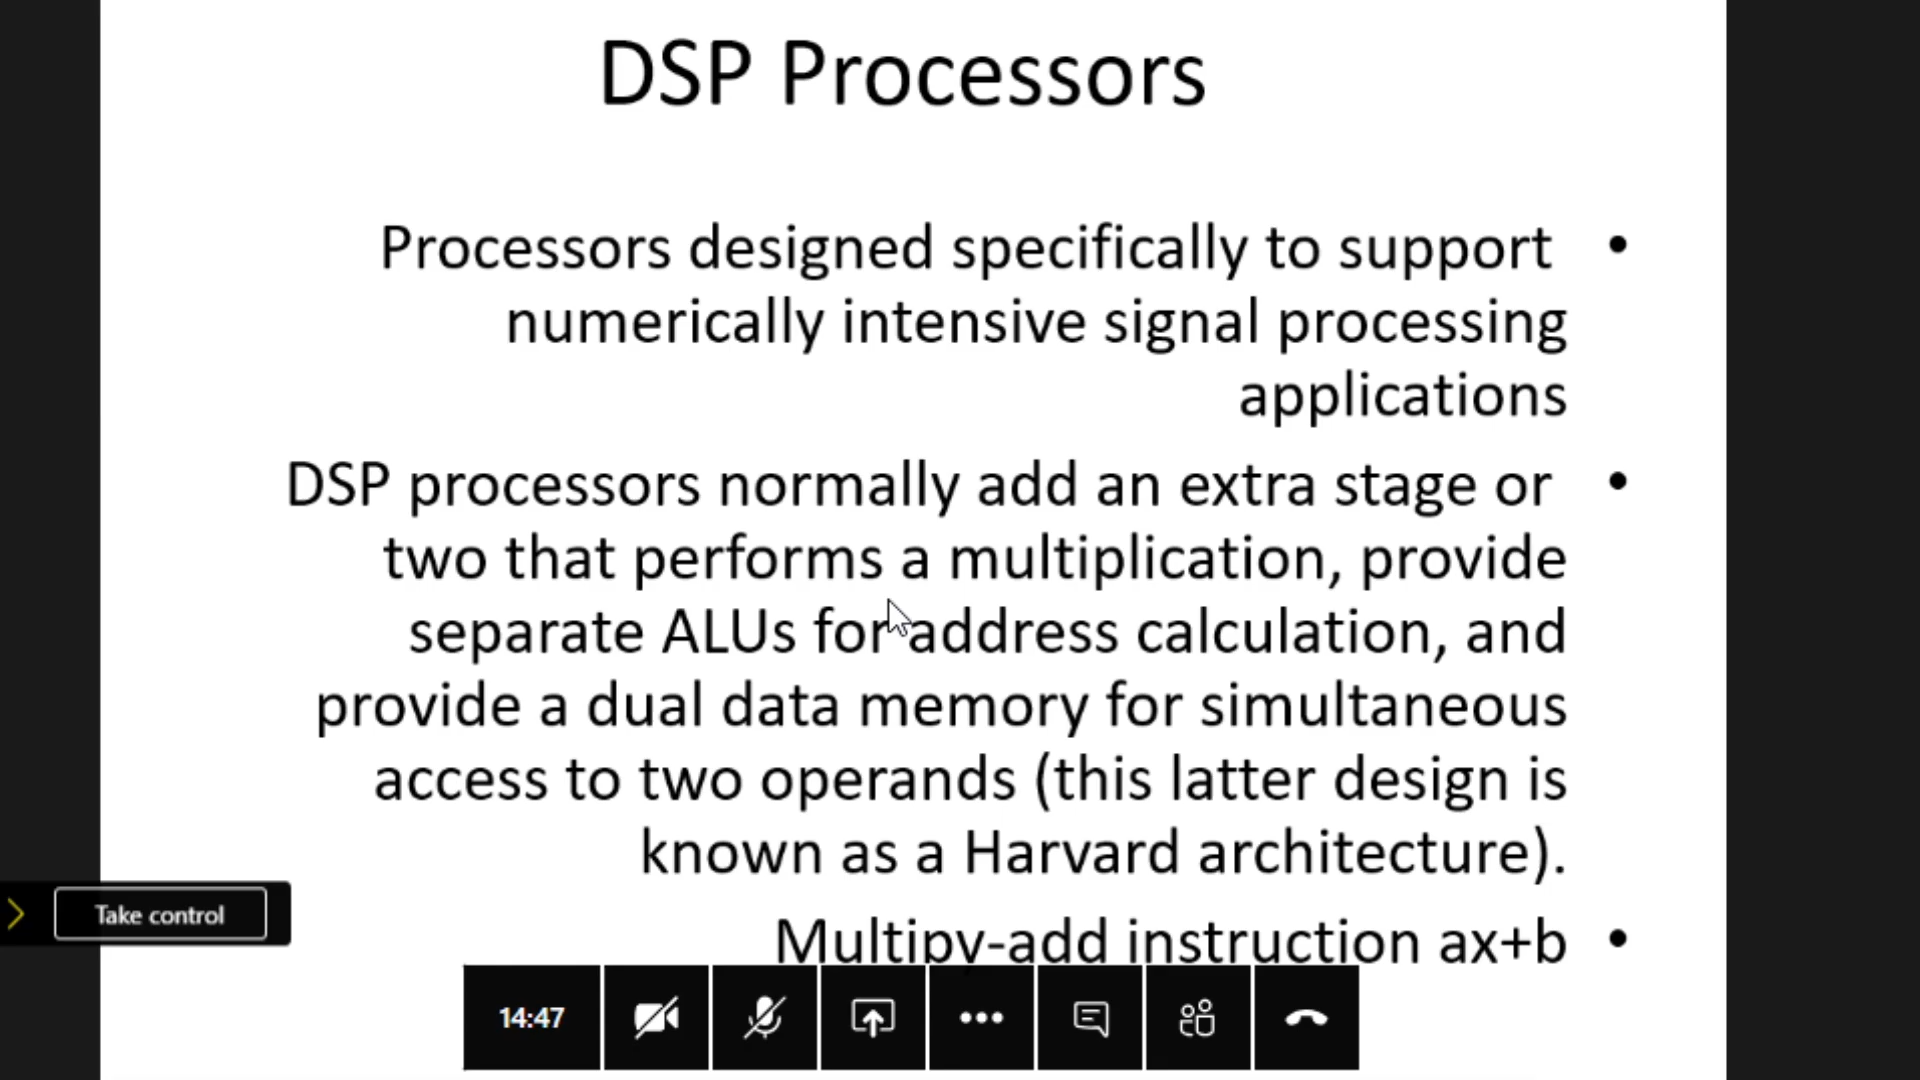 DSP Processors
• Processors designed specifically to support
numerically intensive signal processing
applications
• DSP processors normally add an extra stage or
two that performs a multiplication, provide
separate ALUs for address calculation, and
provide a dual data memory for simultaneous
access to two operands (this latter design is
known as a Harvard architecture).
• Multipy-add instruction ax+b
Take control
14:47